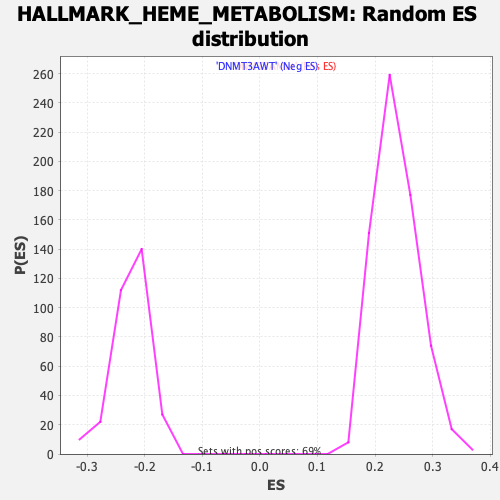 HALLMARK_HEME_METABOLISM: Random ES
distribution
'DNMT3AWT' (Neg ES) ES)
260
240
220
200
180
160
140
120
100
80
60
40
20
0
P(ES)
Sets with pos scores: 69%
-0.3 -0.2 -0.1 0.0 0.1 0.2 0.3 0.4
ES